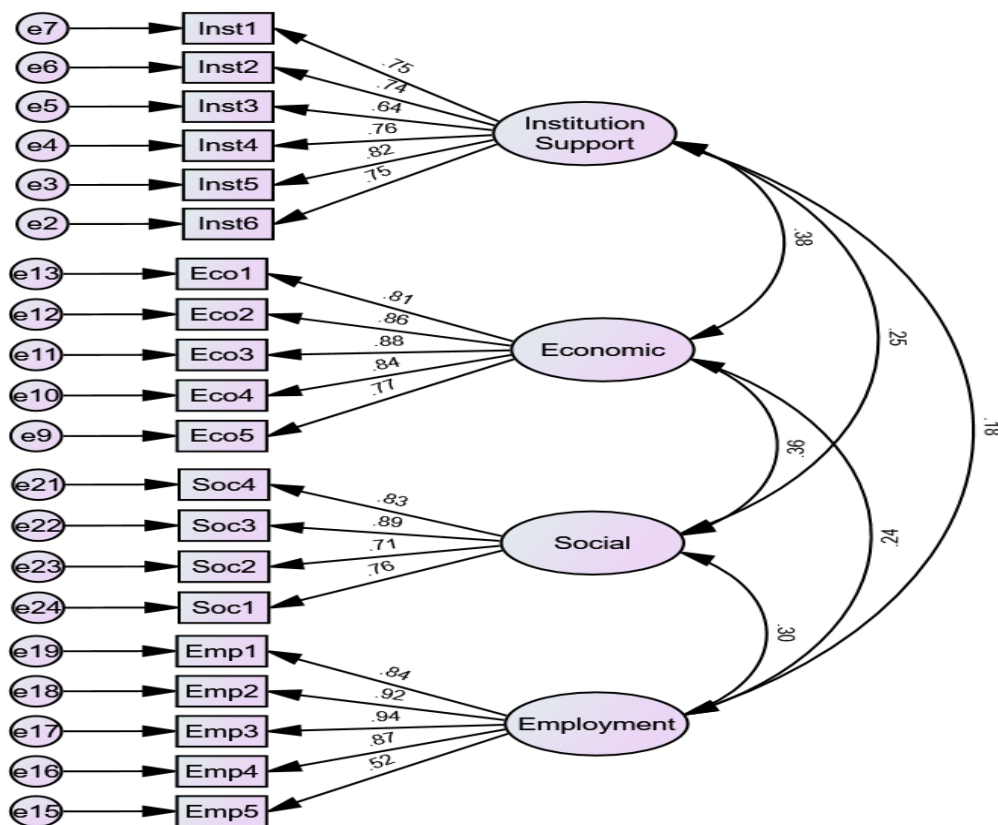 e7 Inst1
e6 Inst2
e5 Inst3
e4 Inst4
e3 Inst5
e2 Inst6
.75
.74
.64
.76
.82
.75
Institution
Support
e13 Eco1
e12 Eco2
e11 Eco3
e10 Eco4
e9 Eco5
.81
.86
.88
.84
.77
Economic
e21 Soc4
e22 Soc3
e23 Soc2
e24 Soc1
.83
.89
.71
.76
Social
e19 Emp1
e18 Emp2
e17 Emp3
e16 Emp4
e15 Emp5
.84
.92
.94
.87
.52
Employment
.38
.25
.18
.36
.24
.30